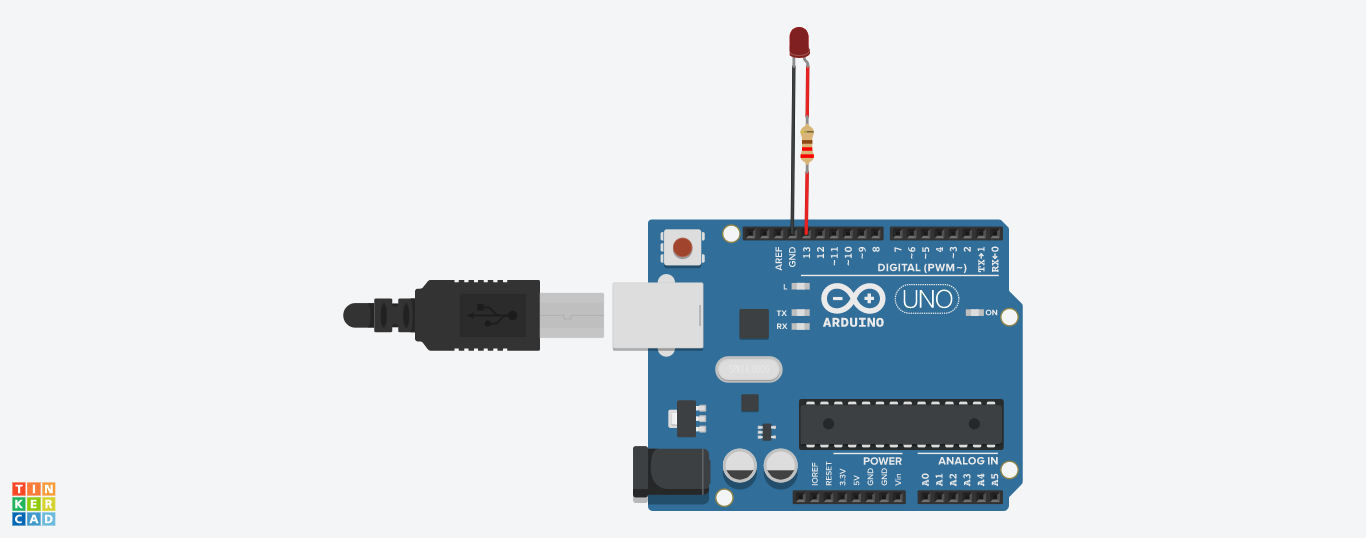 AREF
GND
13
12
~11
~10
~9
8
7
~6
~5
4
~3
2
TX→1
RX←0
DIGITAL (PWM~)
L
TX
RX
UNO
ARDUINO
ON
POWER
ANALOG IN
IOREF
RESET
3.3V
5V
GND
GND
Vin
A0
A1
A2
A3
A4
A5
TIN
KER
CAD